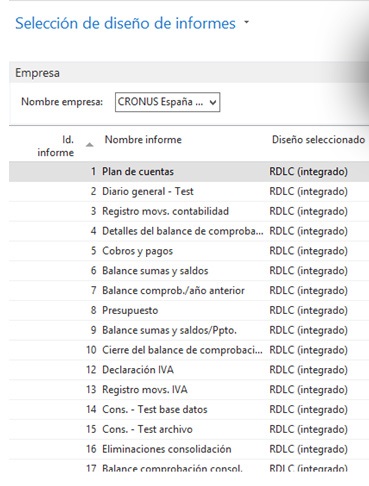 Selección de diseño de informes
Empresa
Nombre empresa: CRONUS España ...
Id. informe Nombre informe Diseño seleccionado
1 Plan de cuentas RDLC (integrado)
2 Diario general - Test RDLC (integrado)
3 Registro movs. contabilidad RDLC (integrado)
4 Detalles del balance de comproba... RDLC (integrado)
5 Cobros y pagos RDLC (integrado)
6 Balance sumas y saldos RDLC (integrado)
7 Balance comprob./año anterior RDLC (integrado)
8 Presupuesto RDLC (integrado)
9 Balance sumas y saldos/Ppto. RDLC (integrado)
10 Cierre del balance de comprobaci... RDLC (integrado)
12 Declaración IVA RDLC (integrado)
13 Registro movs. IVA RDLC (integrado)
14 Cons. - Test base datos RDLC (integrado)
15 Cons. - Test archivo RDLC (integrado)
16 Eliminaciones consolidación RDLC (integrado)
17 Balance comprobación consol. RDLC (integrado)